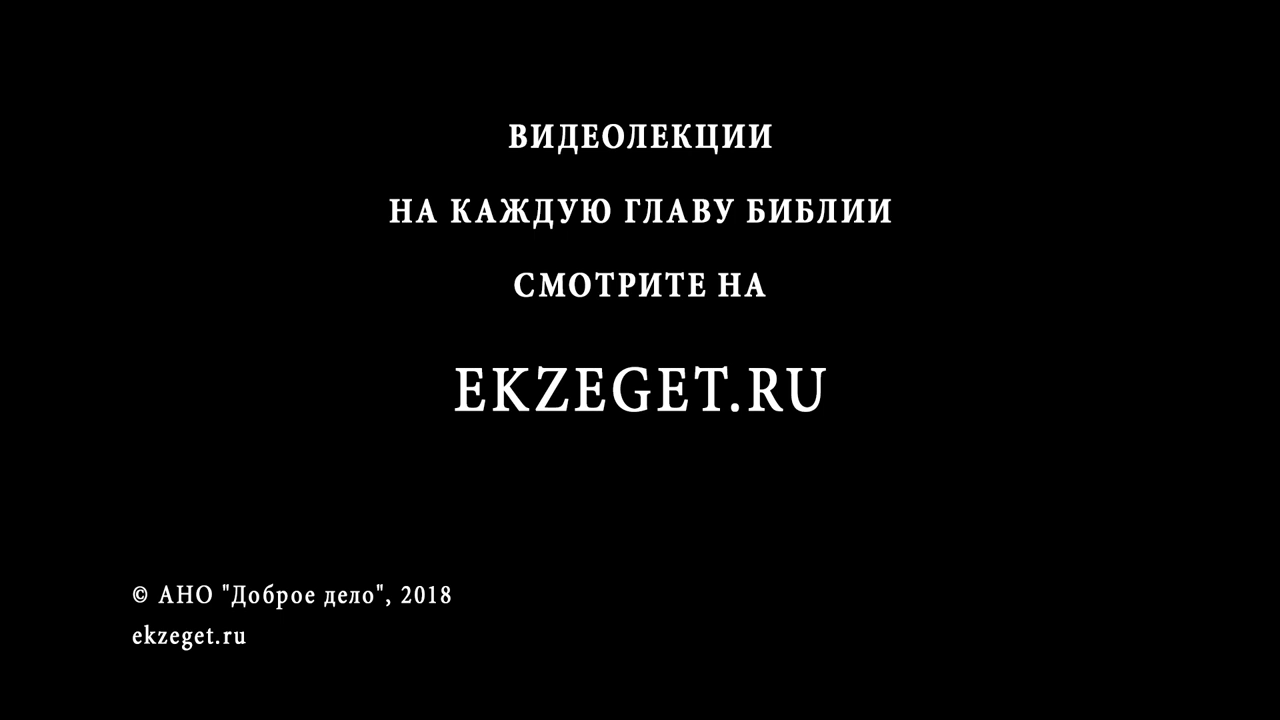 ВИДЕОЛЕКЦИИ
НА КАЖДУЮ ГЛАВУ БИБЛИИ
СМОТРИТЕ НА
EKZEGET.RU
© АНО "Доброе дело", 2018
ekzeget.ru